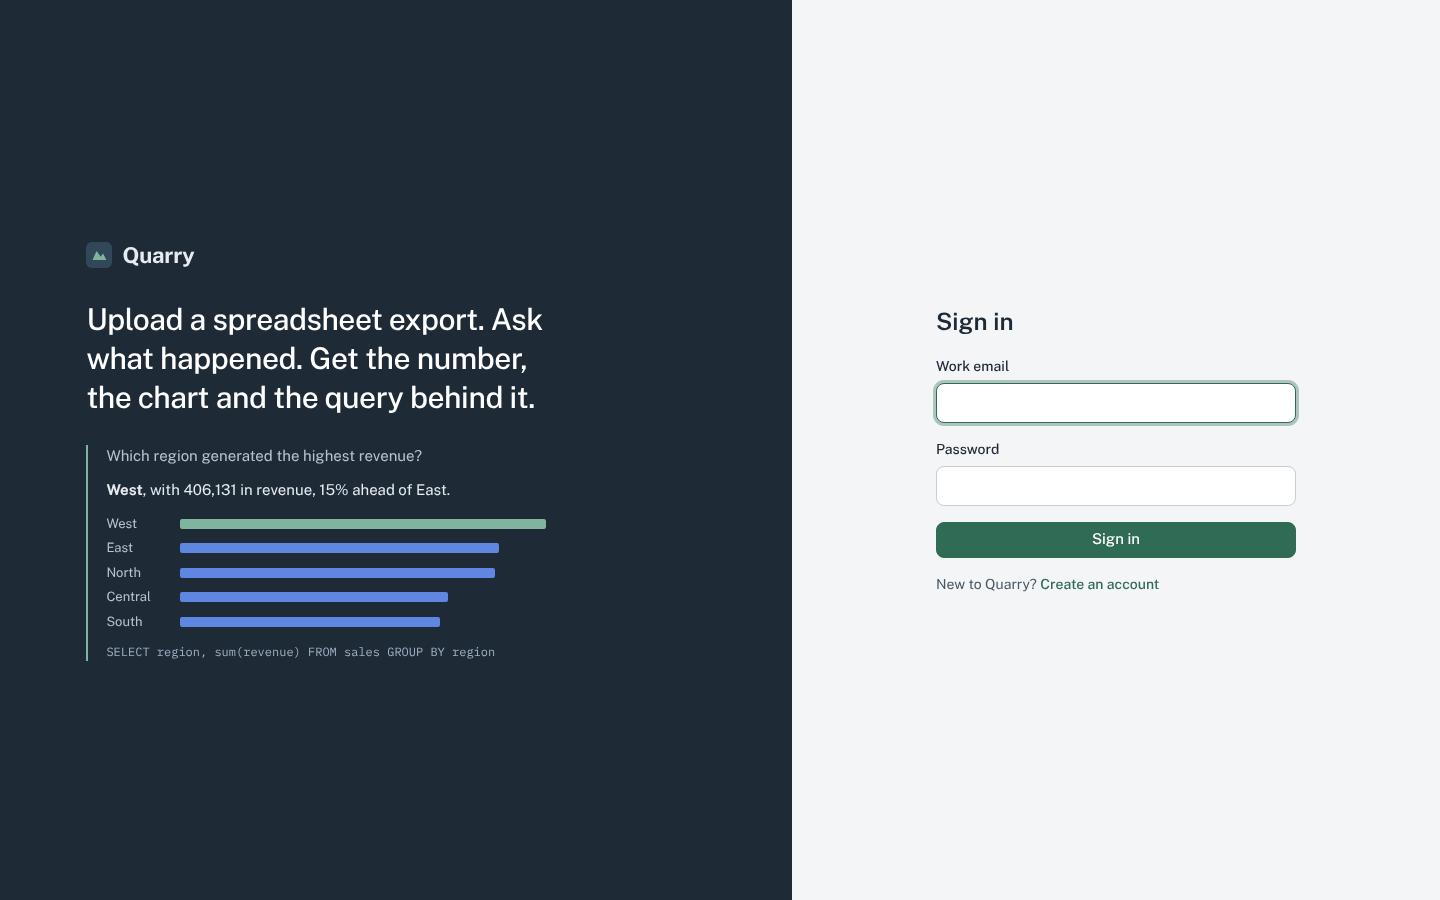 Quarry
Upload a spreadsheet export. Ask
what happened. Get the number,
the chart and the query behind it.
Which region generated the highest revenue?
West, with 406,131 in revenue, 15% ahead of East.
West
East
North
Central
South
SELECT region, sum(revenue) FROM sales GROUP BY region
Sign in
Work email
Password
Sign in
New to Quarry? Create an account